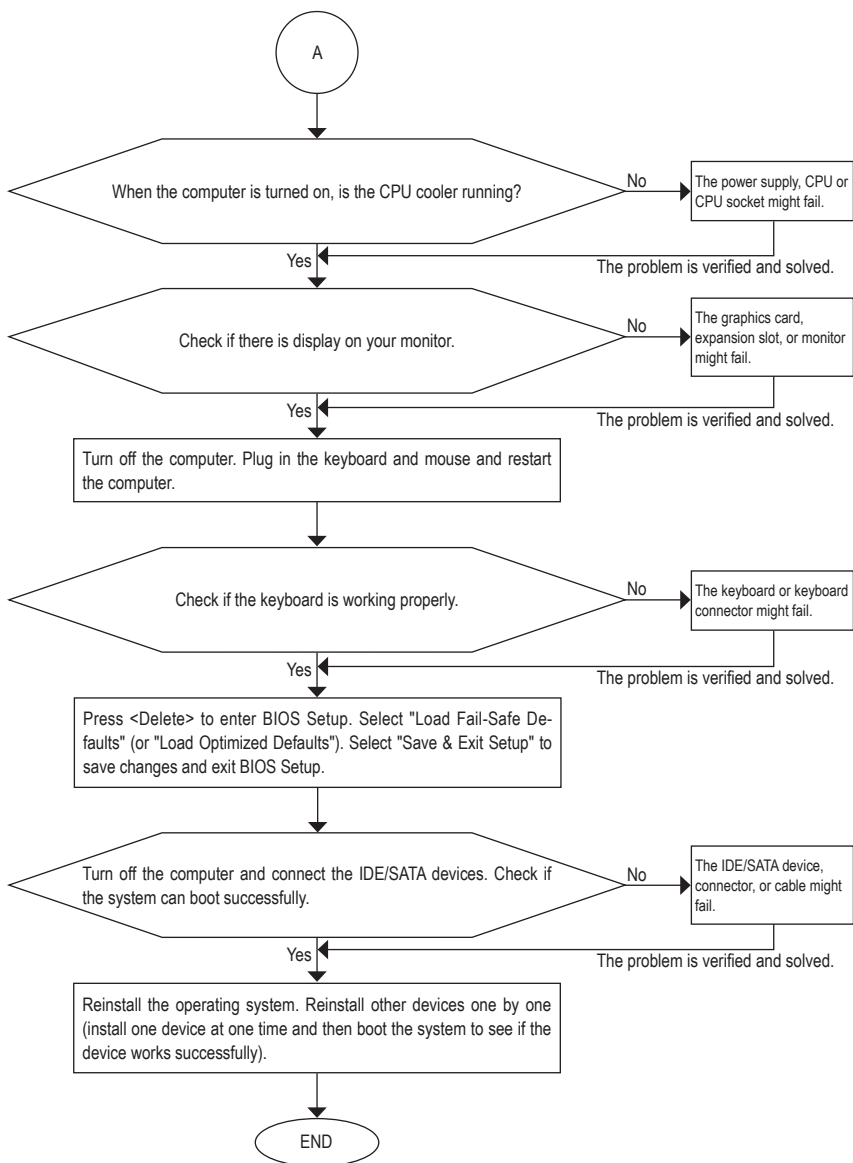 A
When the computer is turned on, is the CPU cooler running?
No
The power supply, CPU or
CPU socket might fail.
Yes
The problem is verified and solved.
Check if there is display on your monitor.
No
The graphics card,
expansion slot, or monitor
might fail.
Yes
The problem is verified and solved.
Turn off the computer. Plug in the keyboard and mouse and restart
the computer.
Check if the keyboard is working properly.
No
The keyboard or keyboard
connector might fail.
Yes
The problem is verified and solved.
Press <Delete> to enter BIOS Setup. Select "Load Fail-Safe De-
faults" (or "Load Optimized Defaults"). Select "Save & Exit Setup" to
save changes and exit BIOS Setup.
Turn off the computer and connect the IDE/SATA devices. Check if
the system can boot successfully.
No
The IDE/SATA device,
connector, or cable might
fail.
Yes
The problem is verified and solved.
Reinstall the operating system. Reinstall other devices one by one
(install one device at one time and then boot the system to see if the
device works successfully).
END